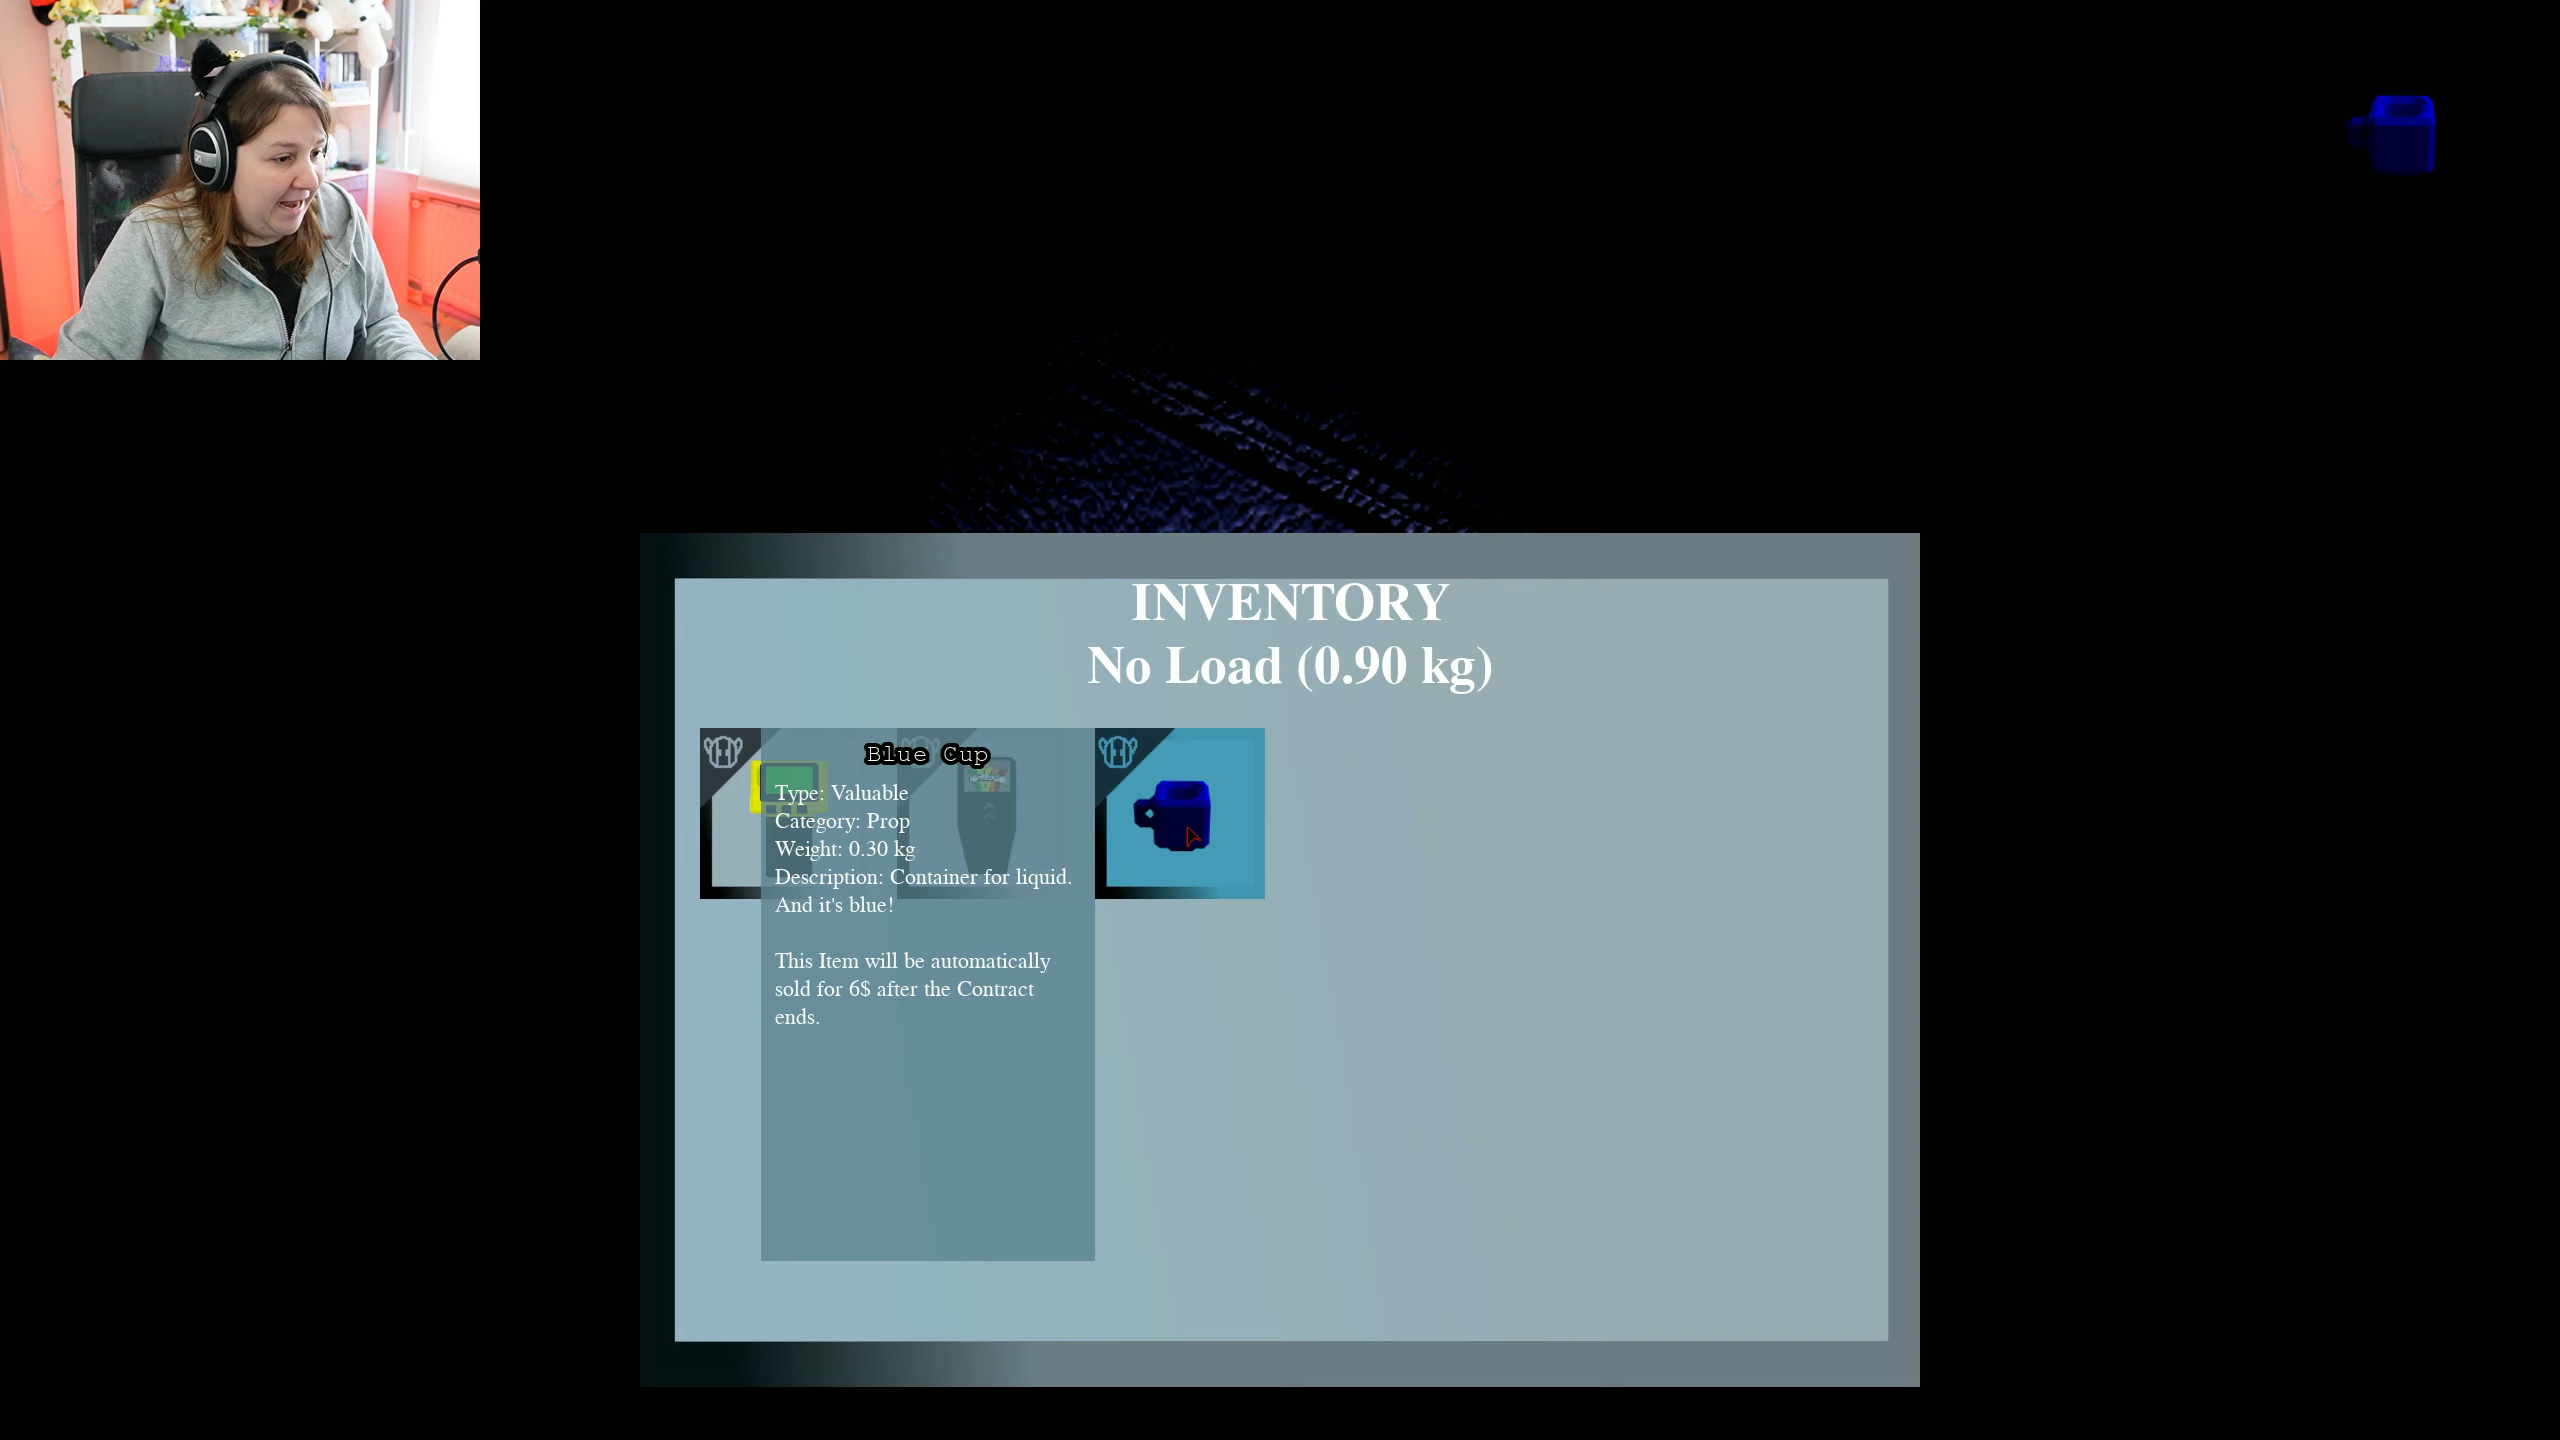 INVENTORY
No Load (0.90 kg)
Blue Cup
Type: Valuable
Category: Prop
Weight: 0.30 kg
Description: Container for liquid.
And it's blue!
This Item will be automatically
sold for 6$ after the Contract
ends.